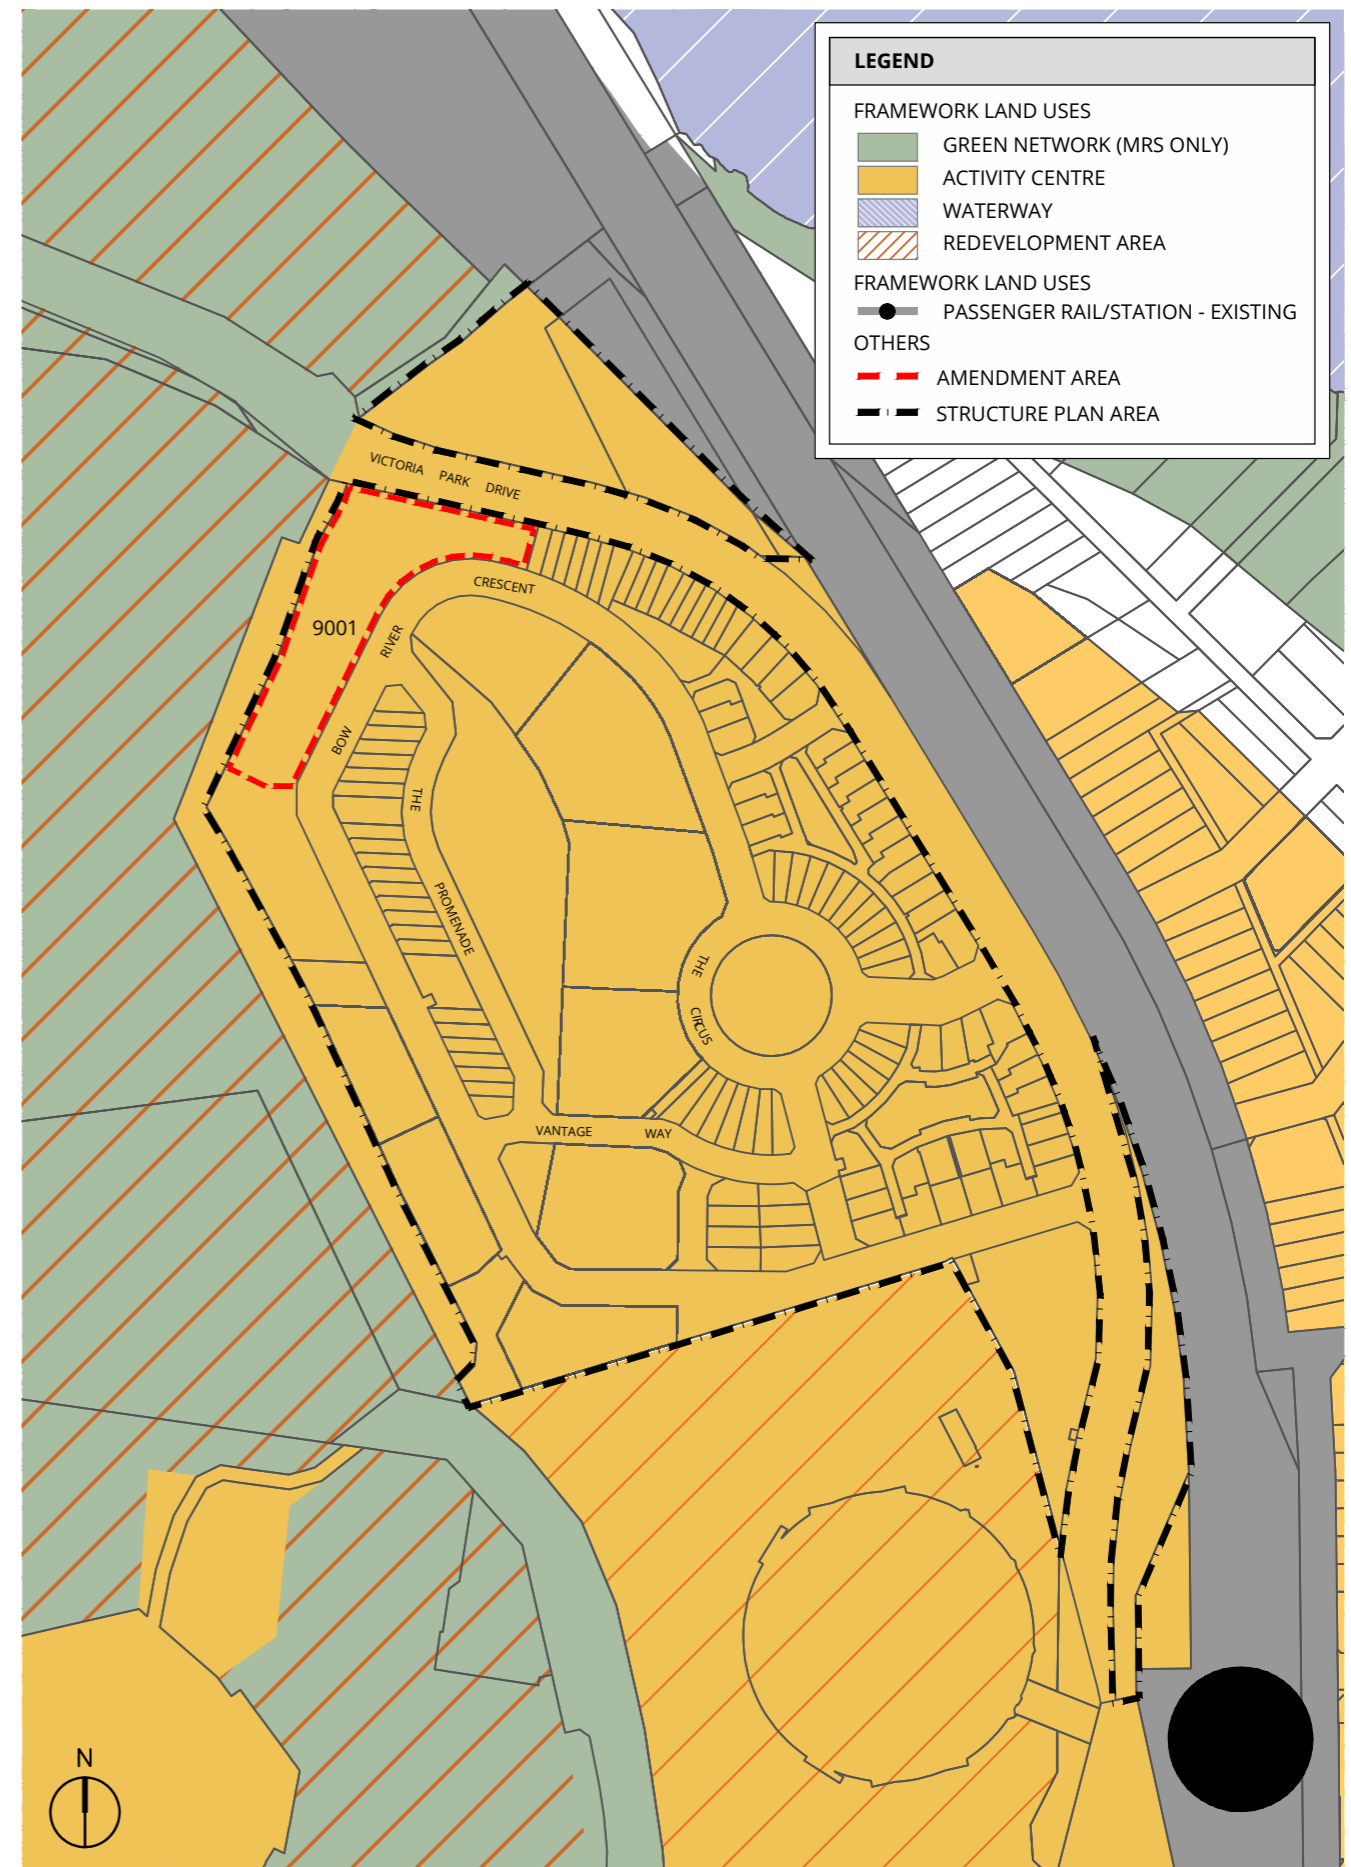 LEGEND
FRAMEWORK LAND USES
GREEN NETWORK (MRS ONLY)
ACTIVITY CENTRE
WATERWAY
REDEVELOPMENT AREA
FRAMEWORK LAND USES
PASSENGER RAIL/STATION - EXISTING
OTHERS
AMENDMENT AREA
STRUCTURE PLAN AREA
VICTORIA PARK DRIVE
CRESCENT
9001
RIVER
BOW
THE
PROMENADE
THE
CIRCUS
VANTAGE WAY
N